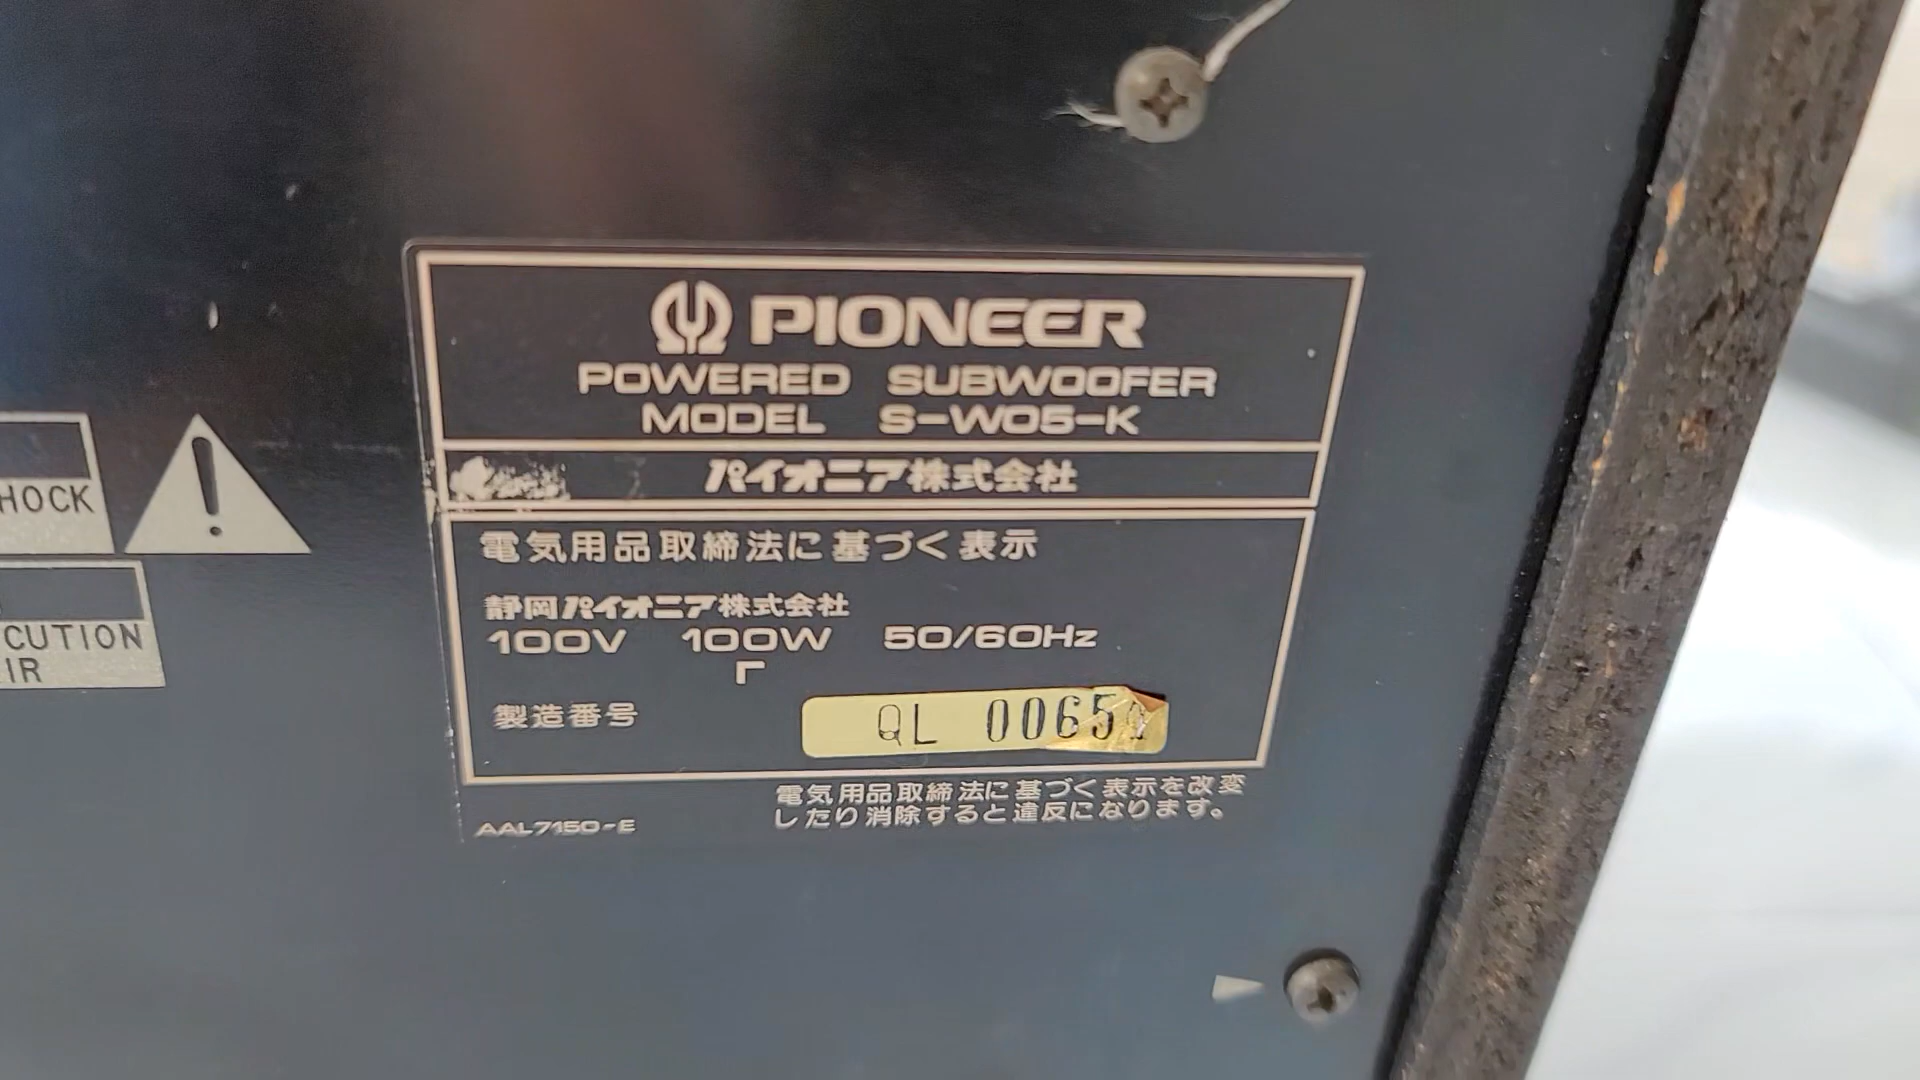 PIONEER
POWERED SUBWOOFER
MODEL S-W05-K
パイオニア株式会社
電気用品取締法に基づく表示
静岡パイオニア株式会社
100V 100W 50/60Hz
Γ
製造番号
QL 0065
電気用品取締法に基づく表示を改変
したり消除すると違反になります。
AAL7150-E
HOCK
CUTION
IR